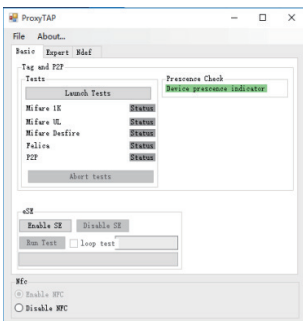 ProxyTAP
File About...
Basic Expert Ndef
Tag and P2P
Tests
Launch Tests
Mifare 1K Status
Mifare UL Status
Mifare Desfire Status
Felica Status
P2P Status
Abort tests
Prescence Check
Device prescence indicator
eSE
Enable SE Disable SE
Run Test loop test
Nfc
Enable NFC
Disable NFC